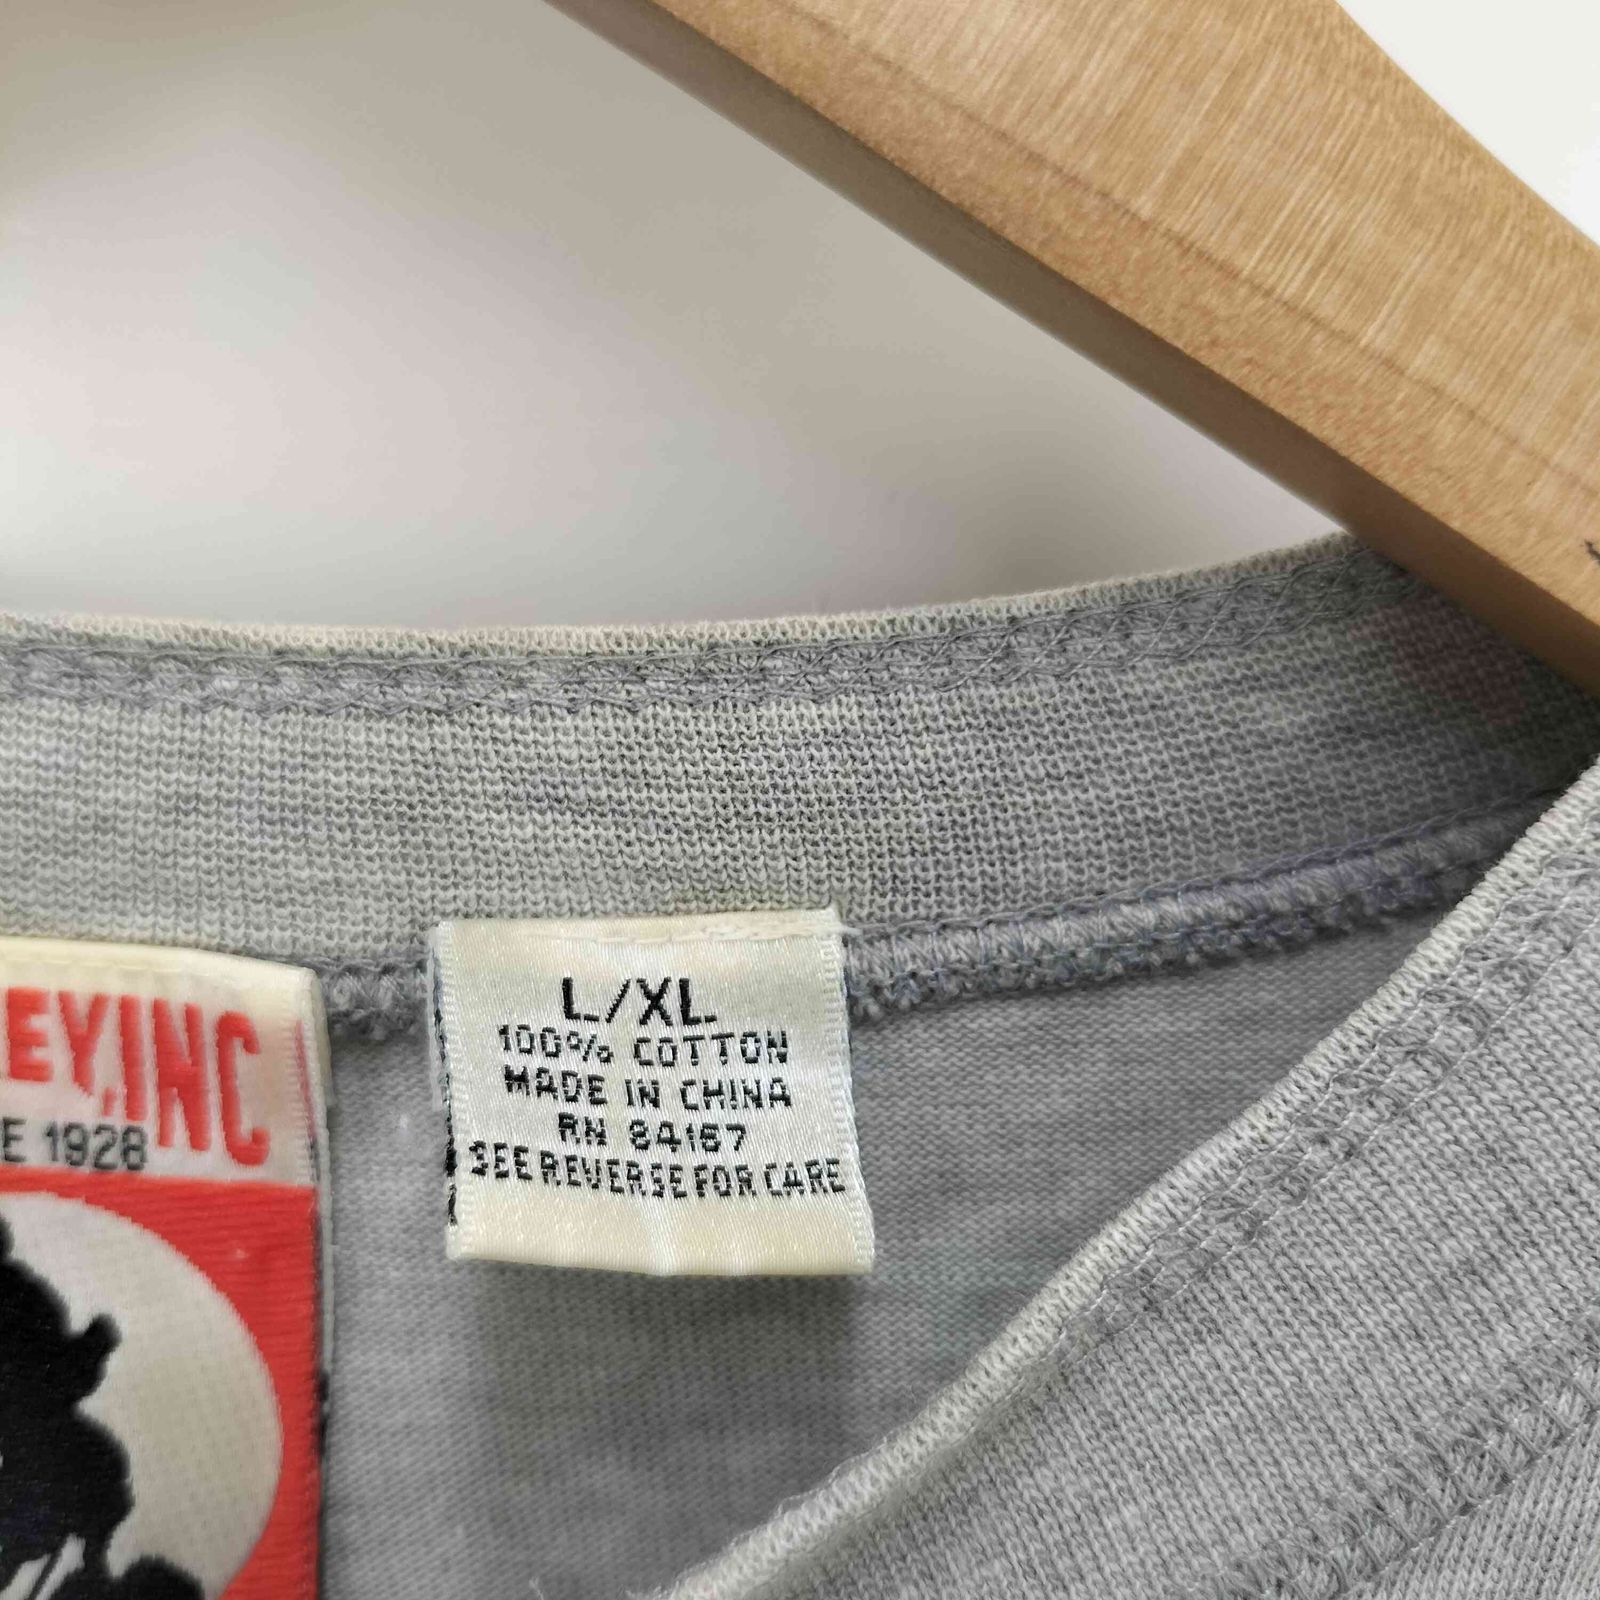 EY, INC
E 1928
L/XL
100% COTTON
MADE IN CHINA
RN 84167
SEE REVERSE FOR CARE